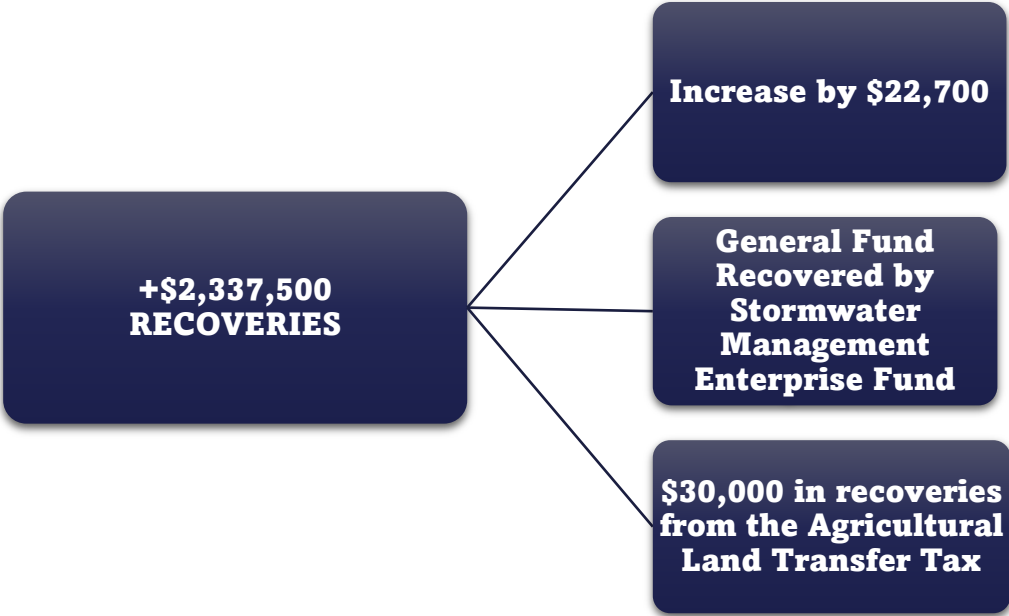 +$2,337,500
RECOVERIES
Increase by $22,700
General Fund
Recovered by
Stormwater
Management
Enterprise Fund
$30,000 in recoveries
from the Agricultural
Land Transfer Tax